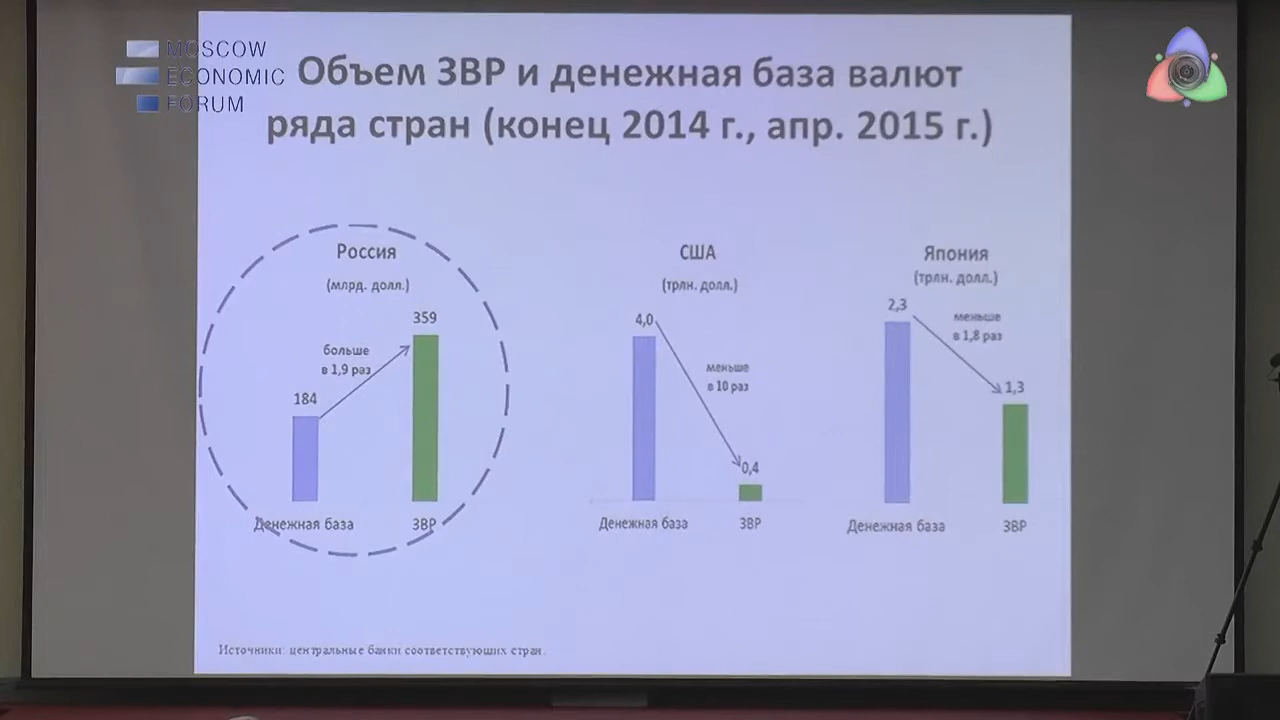 MOSCOW
ECONOMIC
FORUM
Объем ЗВР и денежная база валют
ряда стран (конец 2014 г., апр. 2015 г.)
Россия
(млрд. долл.)
359
больше
в 1,9 раз
184
Денежная база
ЗВР
США
(трлн. долл.)
4,0
меньше
в 10 раз
0,4
Денежная база
ЗВР
Япония
(трлн. долл.)
2,3
меньше
в 1,8 раз
1,3
Денежная база
ЗВР
Источники: центральные банки соответствующих стран.